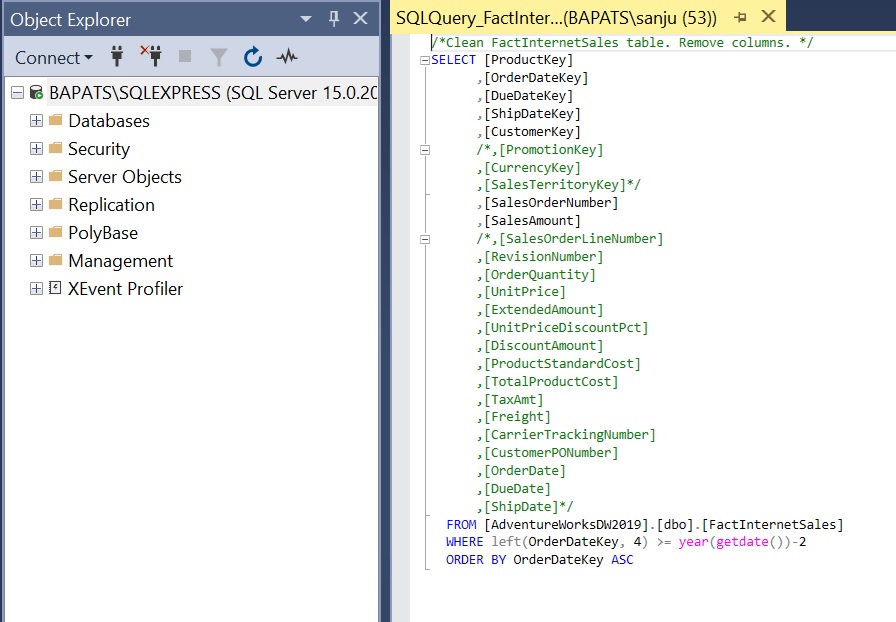 Object Explorer
Connect
BAPATS\SQLEXPRESS (SQL Server 15.0.20
Databases
Security
Server Objects
Replication
PolyBase
Management
XEvent Profiler
SQLQuery_FactInter...(BAPATS\sanju (53))
/*Clean FactInternetSales table. Remove columns. */
SELECT [ProductKey]
,[OrderDateKey]
,[DueDateKey]
,[ShipDateKey]
,[CustomerKey]
/*,[PromotionKey]
,[CurrencyKey]
,[SalesTerritoryKey]*/
,[SalesOrderNumber]
,[SalesAmount]
/*,[SalesOrderLineNumber]
,[RevisionNumber]
,[OrderQuantity]
,[UnitPrice]
,[ExtendedAmount]
,[UnitPriceDiscountPct]
,[DiscountAmount]
,[ProductStandardCost]
,[TotalProductCost]
,[TaxAmt]
,[Freight]
,[CarrierTrackingNumber]
,[CustomerPONumber]
,[OrderDate]
,[DueDate]
,[ShipDate]*/
FROM [AdventureWorksDW2019].[dbo].[FactInternetSales]
WHERE left(OrderDateKey, 4) >= year(getdate())-2
ORDER BY OrderDateKey ASC